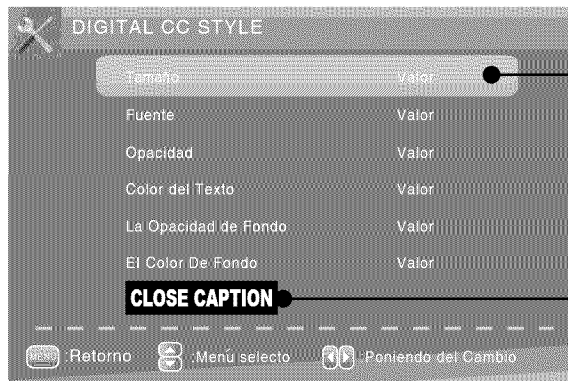 DIGITAL CC STYLE
Tamaño Valor
Fuente Valor
Opacidad Valor
Color del Texto Valor
La Opacidad de Fondo Valor
El Color De Fondo Valor
CLOSE CAPTION
MENU :Retorno :Menú selecto :Poniendo del Cambio